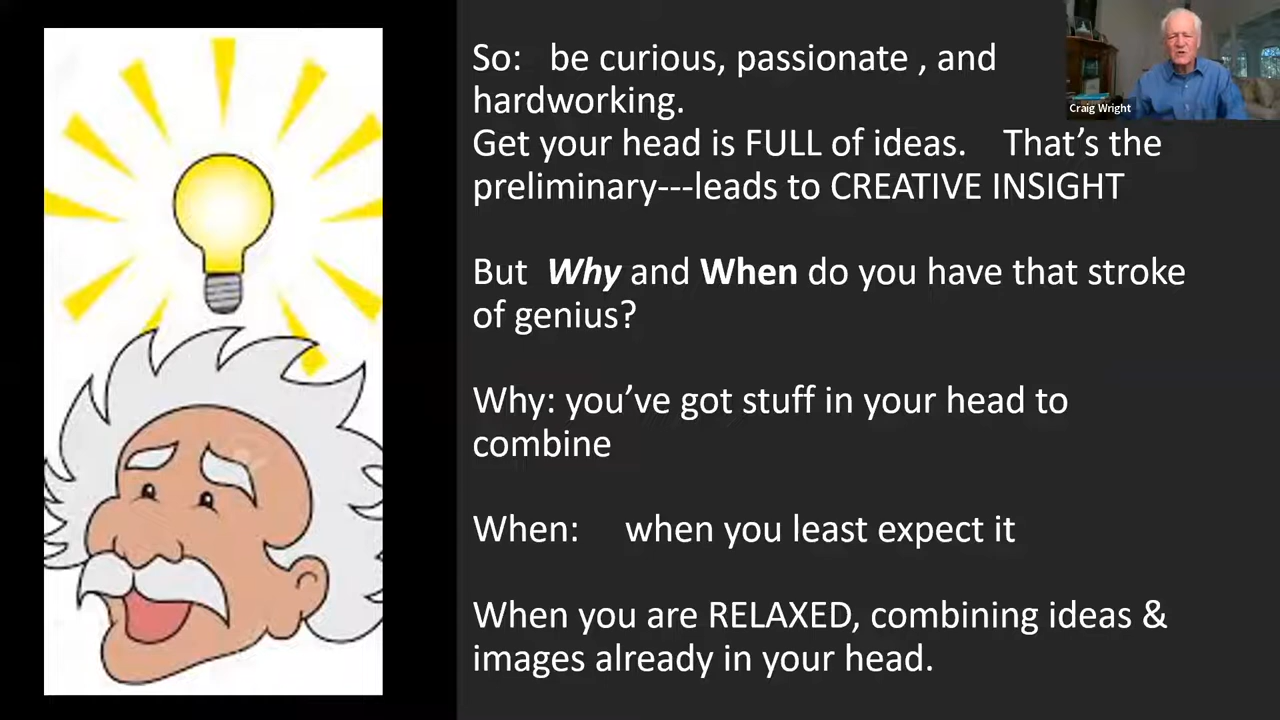 So: be curious, passionate , and
hardworking.
Get your head is FULL of ideas. That's the
preliminary---leads to CREATIVE INSIGHT
But Why and When do you have that stroke
of genius?
Why: you've got stuff in your head to
combine
When: when you least expect it
When you are RELAXED, combining ideas &
images already in your head.
Craig Wright